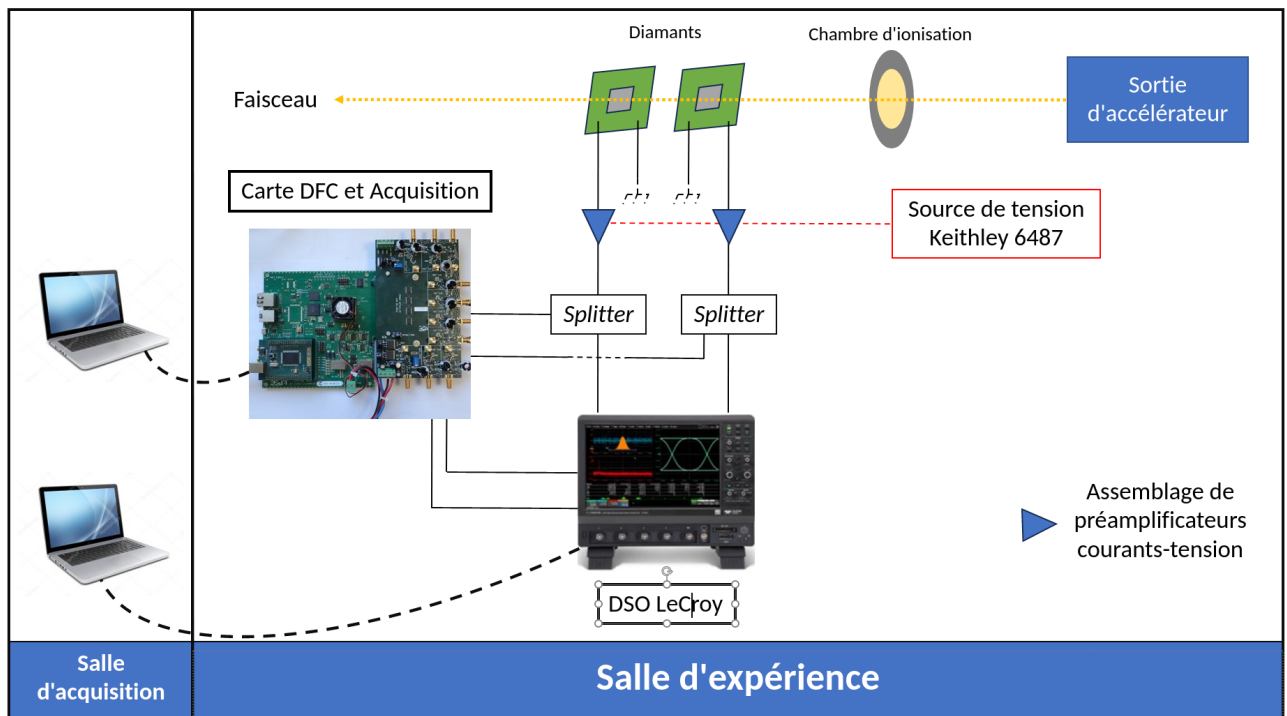 Diamants
Chambre d'ionisation
Faisceau
Sortie
d'accélérateur
Carte DFC et Acquisition
Source de tension
Keithley 6487
Splitter
Splitter
Assemblage de
préamplificateurs
courants-tension
DSO LeCroy
Salle
d'acquisition
Salle d'expérience